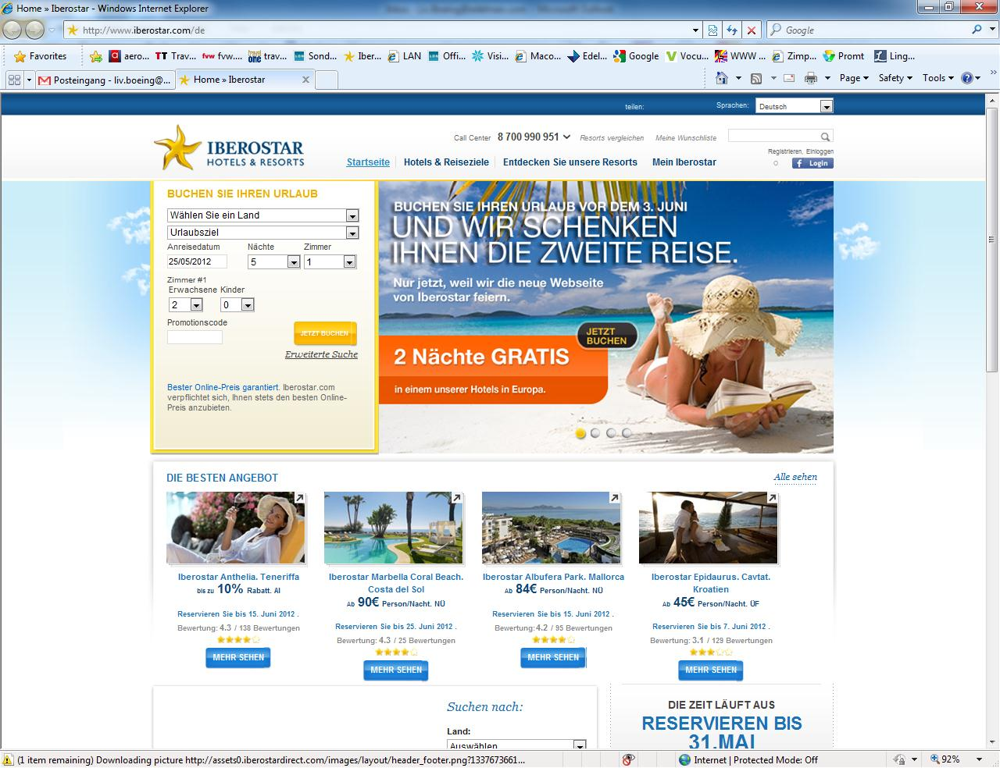 Home » Iberostar - Windows Internet Explorer
http://www.iberostar.com/de
Google
Favorites
aero...
Trav...
fvw....
trav...
Sond...
Iber...
LAN
Offi...
Visi...
Maco...
Edel...
Google
Vocu...
WWW ...
Zimp...
Promt
Ling...
Posteingang - liv.boeing@...
Home » Iberostar
Page
Safety
Tools
teilen:
Sprachen:
Deutsch
IBEROSTAR
HOTELS & RESORTS
Call Center 8 700 990 951
Resorts vergleichen
Meine Wunschliste
Registrieren, Einloggen
Login
Startseite
Hotels & Reiseziele
Entdecken Sie unsere Resorts
Mein Iberostar
BUCHEN SIE IHREN URLAUB
Wählen Sie ein Land
Urlaubsziel
Anreisedatum Nächte Zimmer
25/05/2012 5 1
Zimmer #1
Erwachsene Kinder
2 0
Promotionscode
JETZT BUCHEN
Erweiterte Suche
Bester Online-Preis garantiert. Iberostar.com
verpflichtet sich, Ihnen stets den besten Online-
Preis anzubieten.
BUCHEN SIE IHREN URLAUB VOR DEM 3. JUNI
UND WIR SCHENKEN
IHNEN DIE ZWEITE REISE.
Nur jetzt, weil wir die neue Webseite
von Iberostar feiern.
JETZT
BUCHEN
2 Nächte GRATIS
in einem unserer Hotels in Europa.
DIE BESTEN ANGEBOT
Alle sehen
Iberostar Anthelia. Teneriffa
bis zu 10% Rabatt. AI
Reservieren Sie bis 15. Juni 2012 .
Bewertung: 4.3 / 138 Bewertungen
MEHR SEHEN
Iberostar Marbella Coral Beach.
Costa del Sol
Ab 90€ Person/Nacht. NÜ
Reservieren Sie bis 25. Juni 2012 .
Bewertung: 4.3 / 25 Bewertungen
MEHR SEHEN
Iberostar Albufera Park. Mallorca
Ab 84€ Person/Nacht. NÜ
Reservieren Sie bis 15. Juni 2012 .
Bewertung: 4.2 / 95 Bewertungen
MEHR SEHEN
Iberostar Epidaurus. Cavtat.
Kroatien
Ab 45€ Person/Nacht. ÜF
Reservieren Sie bis 7. Juni 2012 .
Bewertung: 3.1 / 129 Bewertungen
MEHR SEHEN
Suchen nach:
Land:
Auswählen
DIE ZEIT LÄUFT AUS
RESERVIEREN BIS
31.MAI
(1 item remaining) Downloading picture http://assets0.iberostardirect.com/images/layout/header_footer.png?1337673661...
Internet | Protected Mode: Off
92%